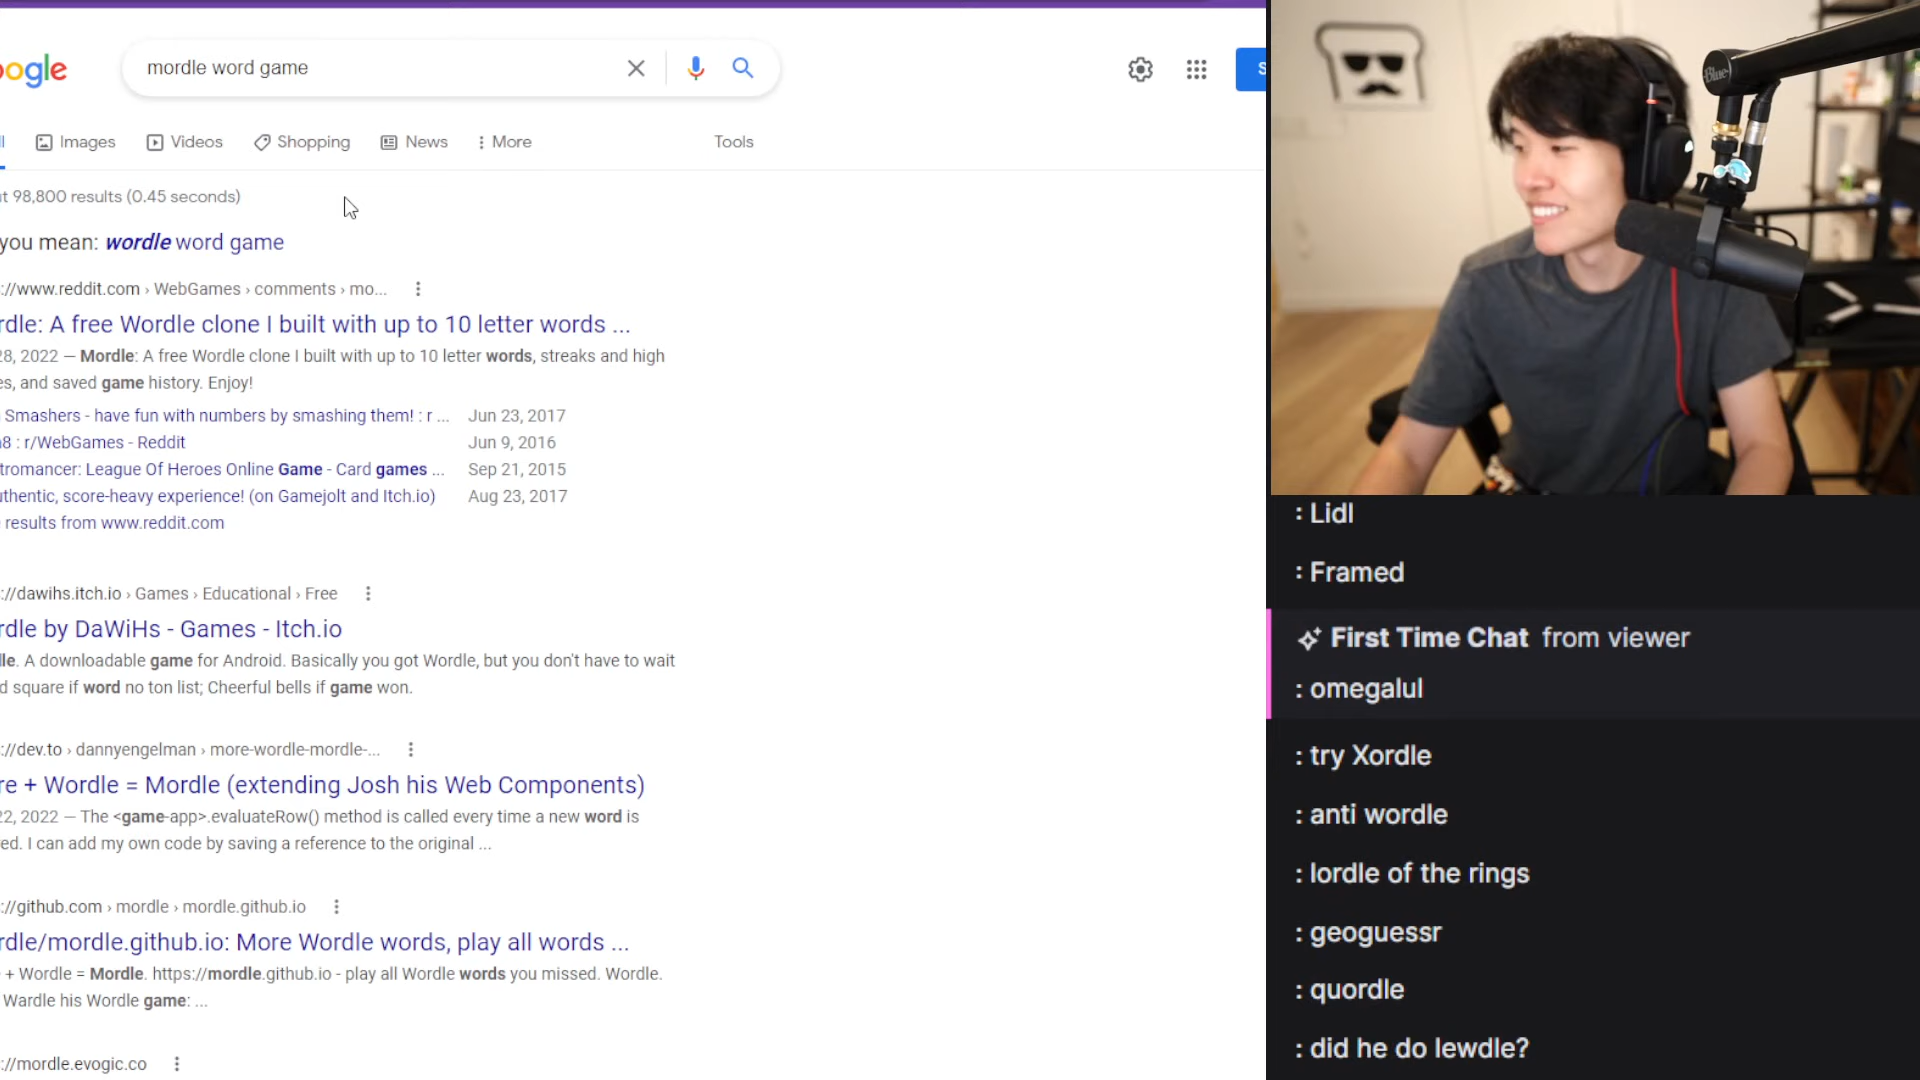 oogle
mordle word game
S
ll
Images
Videos
Shopping
News
More
Tools
t 98,800 results (0.45 seconds)
you mean: wordle word game
://www.reddit.com › WebGames › comments › mo...
rdle: A free Wordle clone I built with up to 10 letter words ...
28, 2022 — Mordle: A free Wordle clone I built with up to 10 letter words, streaks and high
es, and saved game history. Enjoy!
Smashers - have fun with numbers by smashing them! : r ... Jun 23, 2017
8 : r/WebGames - Reddit Jun 9, 2016
tromancer: League Of Heroes Online Game - Card games ... Sep 21, 2015
uthentic, score-heavy experience! (on Gamejolt and Itch.io) Aug 23, 2017
results from www.reddit.com
://dawihs.itch.io › Games › Educational › Free
rdle by DaWiHs - Games - Itch.io
le. A downloadable game for Android. Basically you got Wordle, but you don't have to wait
d square if word no ton list; Cheerful bells if game won.
://dev.to › dannyengelman › more-wordle-mordle-...
re + Wordle = Mordle (extending Josh his Web Components)
22, 2022 — The <game-app>.evaluateRow() method is called every time a new word is
ed. I can add my own code by saving a reference to the original ...
://github.com › mordle › mordle.github.io
rdle/mordle.github.io: More Wordle words, play all words ...
+ Wordle = Mordle. https://mordle.github.io - play all Wordle words you missed. Wordle.
Wardle his Wordle game: ...
://mordle.evogic.co
Blue
: Lidl
: Framed
First Time Chat from viewer
: omegalul
: try Xordle
: anti wordle
: lordle of the rings
: geoguessr
: quordle
: did he do lewdle?